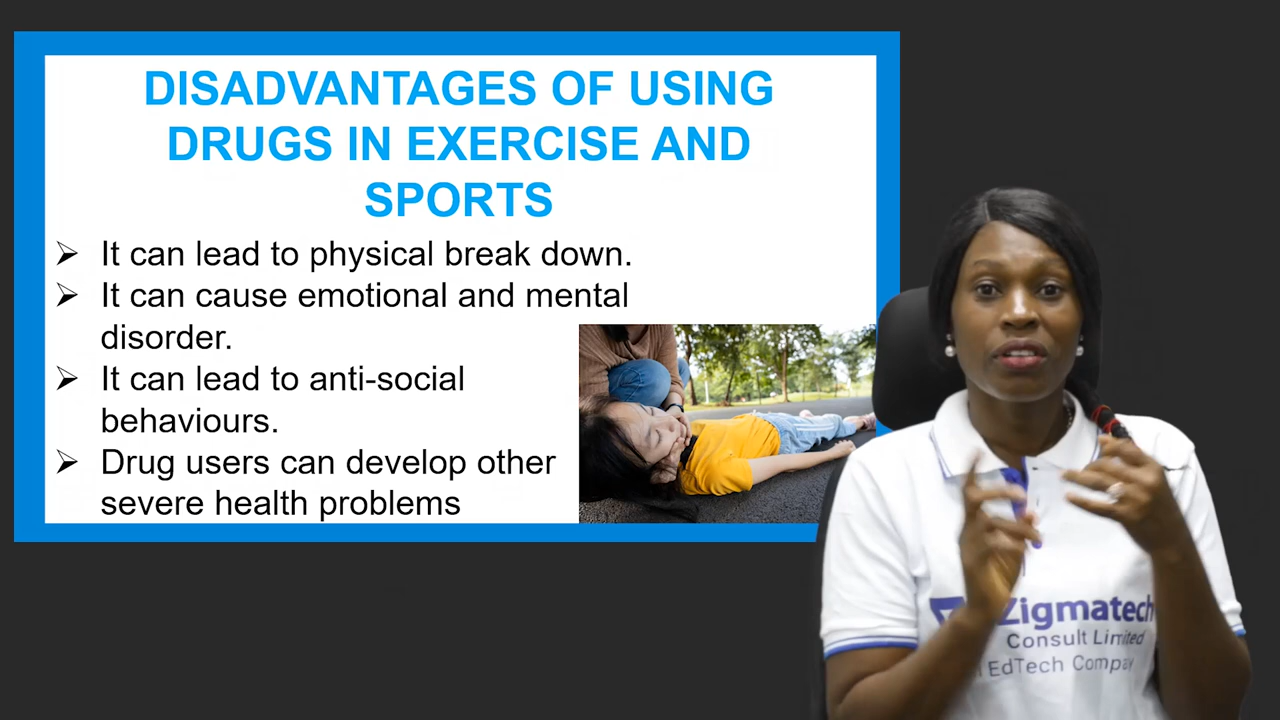 DISADVANTAGES OF USING
DRUGS IN EXERCISE AND
SPORTS
➢ It can lead to physical break down.
➢ It can cause emotional and mental
disorder.
➢ It can lead to anti-social
behaviours.
➢ Drug users can develop other
severe health problems
Zigmatech
Consult Limited
EdTech Company